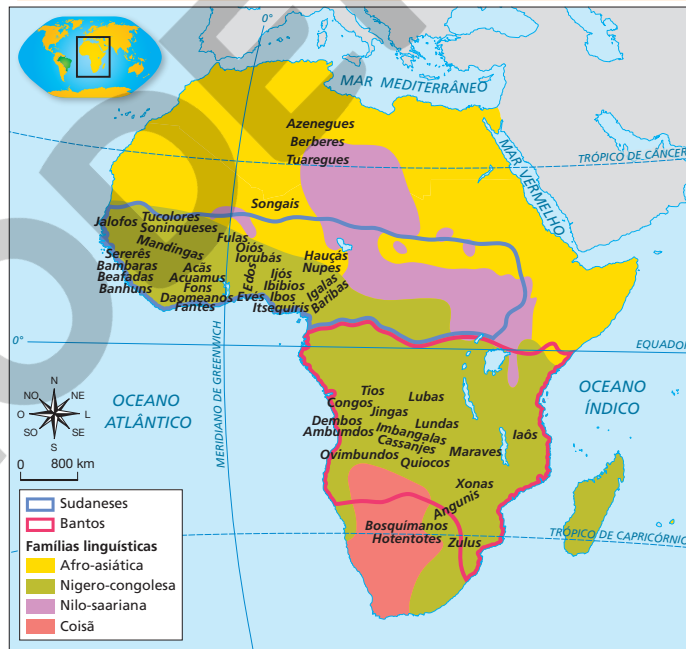 0°
MAR MEDITERRÂNEO
Azenegues
Berberes
Tuaregues
TRÓPICO DE CÂNCER
MAR VERMELHO
Songais
Jalofos
Tucolores
Soninqueses
Mandingas
Fulas
Oiós
Iorubás
Sererês
Bambaras
Beafadas
Banhuns
Acãs
Acuamus
Fons
Daomeanos
Fantes
Edos
Evés
Ijós
Ibibios
Ibos
Itsequiris
Hauçás
Nupes
Igalas
Baribas
0°
EQUADOR
MERIDIANO DE GREENWICH
OCEANO
ATLÂNTICO
OCEANO
ÍNDICO
Tios
Congos
Jingas
Lubas
Dembos
Ambumdos
Imbangalas
Cassanjes
Lundas
Iaôs
Ovimbundos
Quiocos
Maraves
Xonas
Angunis
Bosquímanos
Hotentotes
Zulus
TRÓPICO DE CAPRICÓRNIO
N
NO
NE
O
L
SO
SE
S
0 800 km
Sudaneses
Bantos
Famílias linguísticas
Afro-asiática
Nigero-congolesa
Nilo-saariana
Coisã